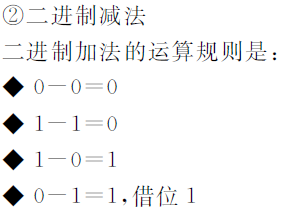 ②二进制减法
二进制加法的运算规则是：
◆ 0－0＝0
◆ 1－1＝0
◆ 1－0＝1
◆ 0－1＝1,借位 1